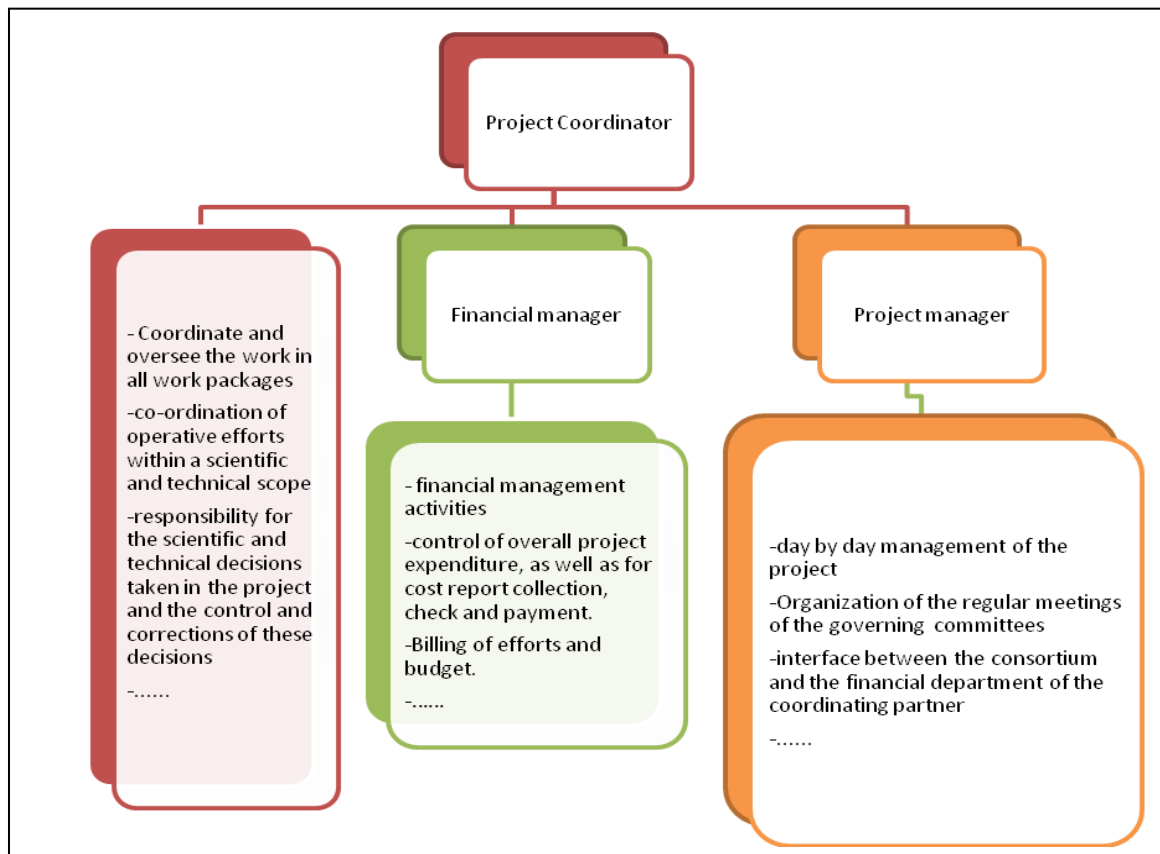 Project Coordinator
Financial manager
Project manager
- Coordinate and
oversee the work in
all work packages
-co-ordination of
operative efforts
within a scientific
and technical scope
-responsibility for
the scientific and
technical decisions
taken in the project
and the control and
corrections of these
decisions
-......
- financial management
activities
-control of overall project
expenditure, as well as for
cost report collection,
check and payment.
-Billing of efforts and
budget.
-......
-day by day management of the
project
-Organization of the regular meetings
of the governing committees
-interface between the consortium
and the financial department of the
coordinating partner
-......